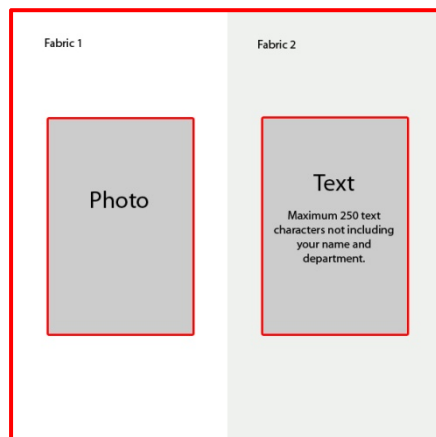 Fabric 1
Fabric 2
Photo
Text
Maximum 250 text
characters not including
your name and
department.